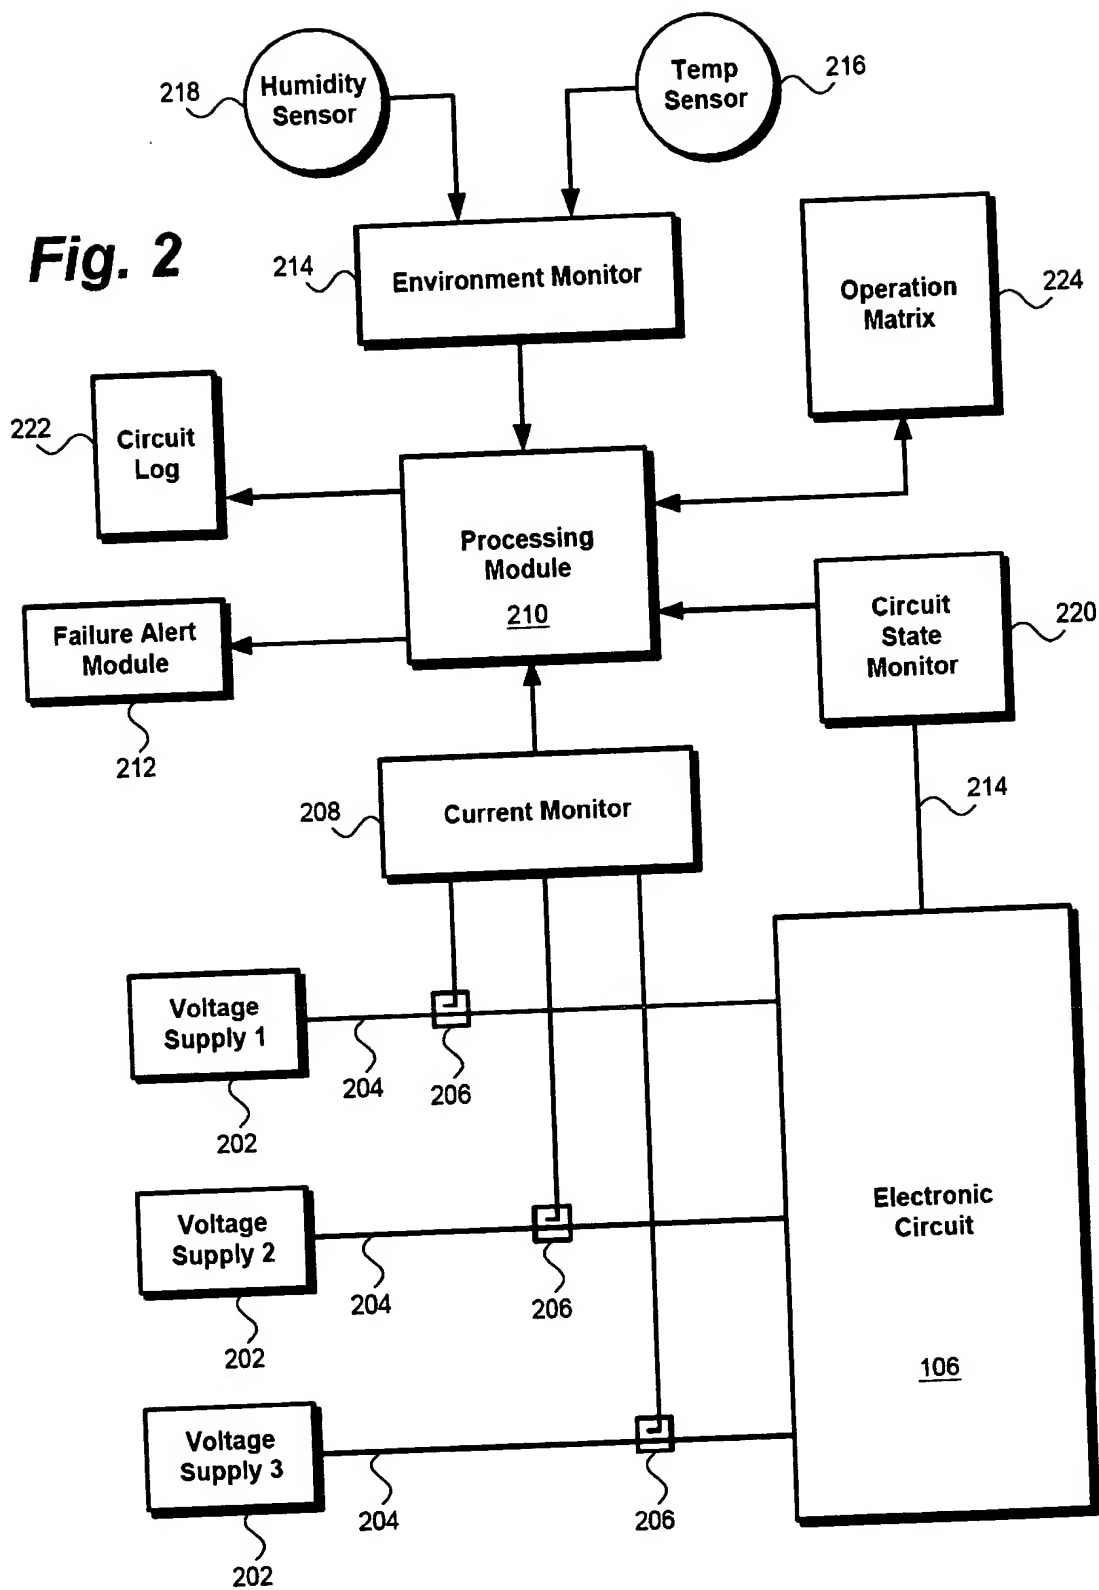 218
Humidity
Sensor
Temp
Sensor
216
Fig. 2
214
Environment Monitor
Operation
Matrix
224
222
Circuit
Log
Processing
Module
210
Circuit
State
Monitor
220
Failure Alert
Module
212
208
Current Monitor
214
Voltage
Supply 1
204
206
202
Voltage
Supply 2
204
206
202
Electronic
Circuit
106
Voltage
Supply 3
204
206
202